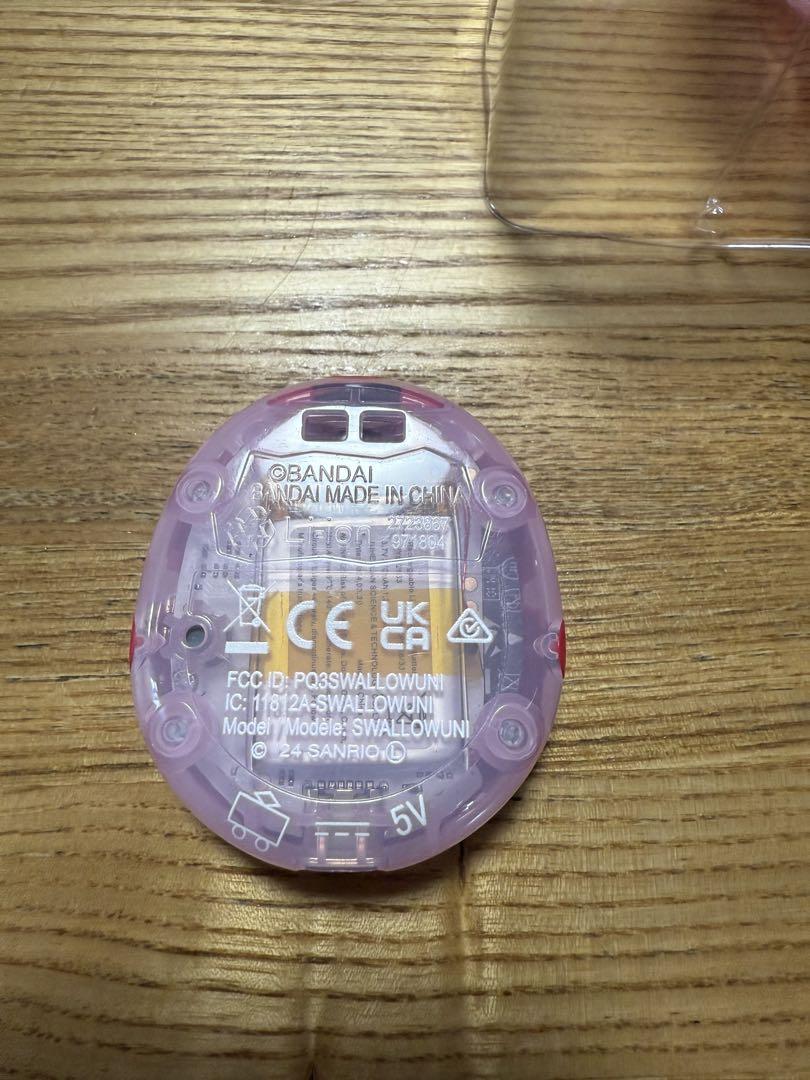 ©BANDAI
BANDAI MADE IN CHINA
Li-ion
2723867
971804
CE
UK
CA
FCC ID: PQ3SWALLOWUNI
IC: 11812A-SWALLOWUNI
Model / Modèle: SWALLOWUNI
© 24 SANRIO Ⓛ
5V